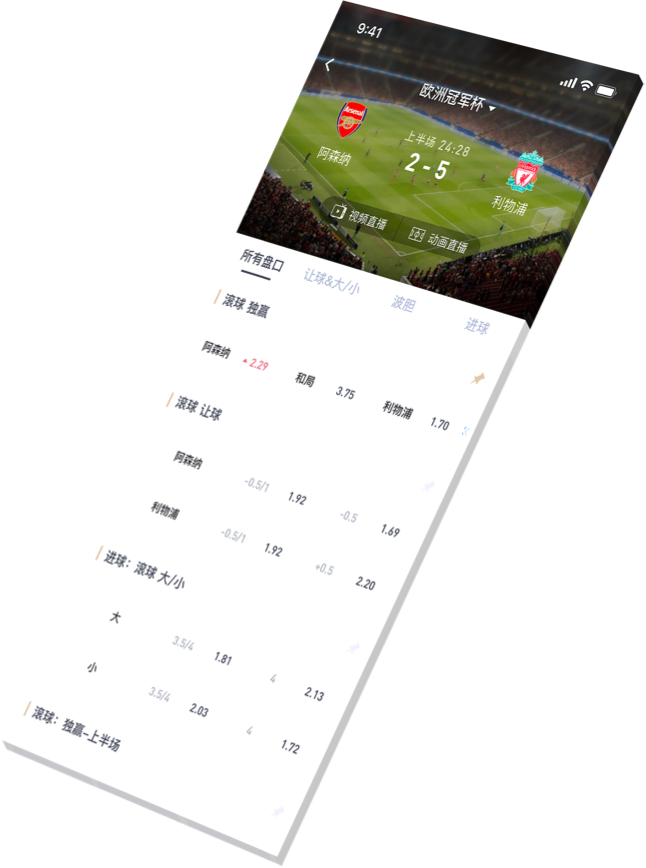 9:41
欧洲冠军杯
Arsenal
上半场 24:28
阿森纳
2 - 5
利物浦
视频直播 动画直播
所有盘口 让球&大/小 波胆 进球
滚球 独赢
阿森纳 2.29 和局 3.75 利物浦 1.70
滚球 让球
阿森纳 -0.5/1 1.92 -0.5 1.69
利物浦 -0.5/1 1.92 +0.5 2.20
进球：滚球 大/小
大 3.5/4 1.81 4 2.13
小 3.5/4 2.03 4 1.72
滚球：独赢-上半场